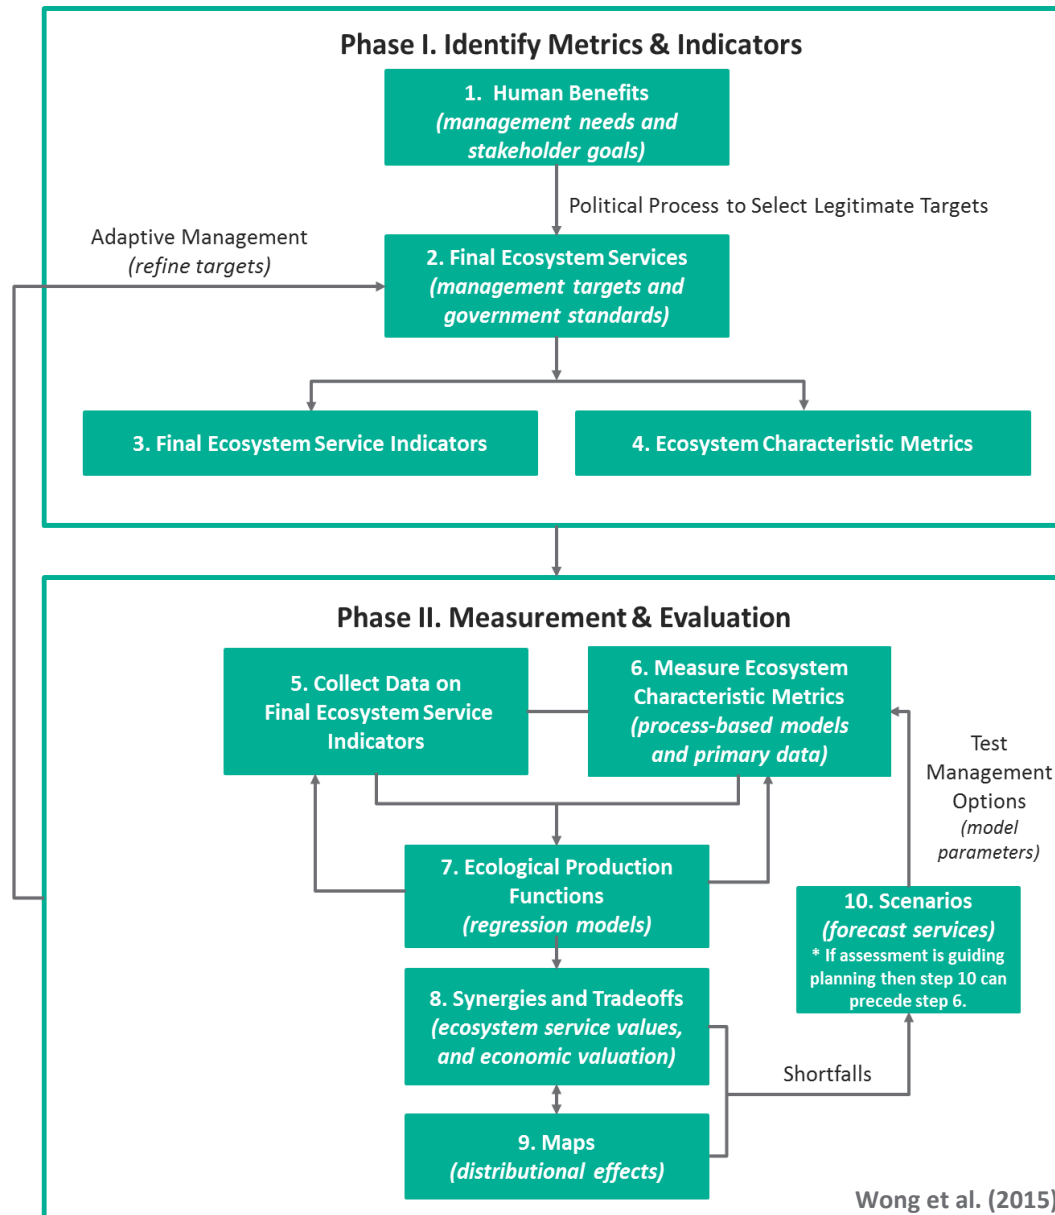 Phase I. Identify Metrics & Indicators
1. Human Benefits
(management needs and
stakeholder goals)
Political Process to Select Legitimate Targets
Adaptive Management
(refine targets)
2. Final Ecosystem Services
(management targets and
government standards)
3. Final Ecosystem Service Indicators
4. Ecosystem Characteristic Metrics
Phase II. Measurement & Evaluation
5. Collect Data on
Final Ecosystem Service
Indicators
6. Measure Ecosystem
Characteristic Metrics
(process-based models
and primary data)
Test
Management
Options
(model
parameters)
7. Ecological Production
Functions
(regression models)
10. Scenarios
(forecast services)
* If assessment is guiding
planning then step 10 can
precede step 6.
8. Synergies and Tradeoffs
(ecosystem service values,
and economic valuation)
Shortfalls
9. Maps
(distributional effects)
Wong et al. (2015)